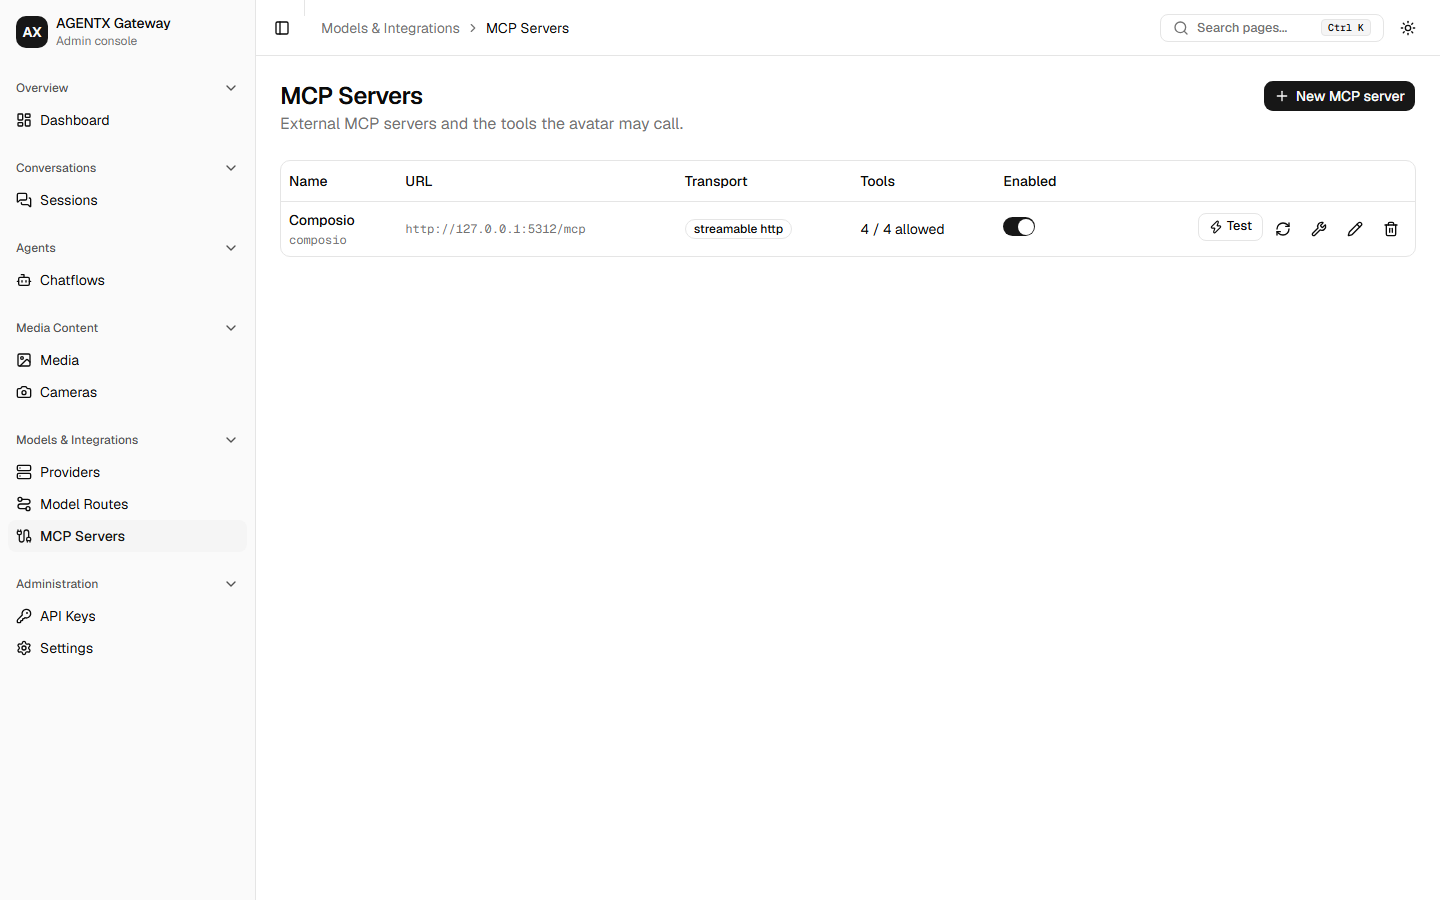 AX
AGENTX Gateway
Admin console
Overview
Dashboard
Conversations
Sessions
Agents
Chatflows
Media Content
Media
Cameras
Models & Integrations
Providers
Model Routes
MCP Servers
Administration
API Keys
Settings
Models & Integrations > MCP Servers
Search pages... Ctrl K
MCP Servers
External MCP servers and the tools the avatar may call.
+ New MCP server
Name URL Transport Tools Enabled
Composio
composio
http://127.0.0.1:5312/mcp
streamable http
4 / 4 allowed
Test